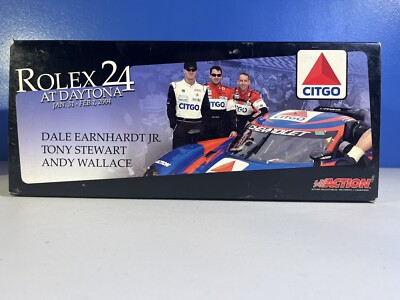 ROLEX 24
AT DAYTONA
JAN. 31 - FEB. 1, 2004
DALE EARNHARDT JR.
TONY STEWART
ANDY WALLACE
CITGO
CITGO
CITGO
CHEVROLET
CITGO
ACTION